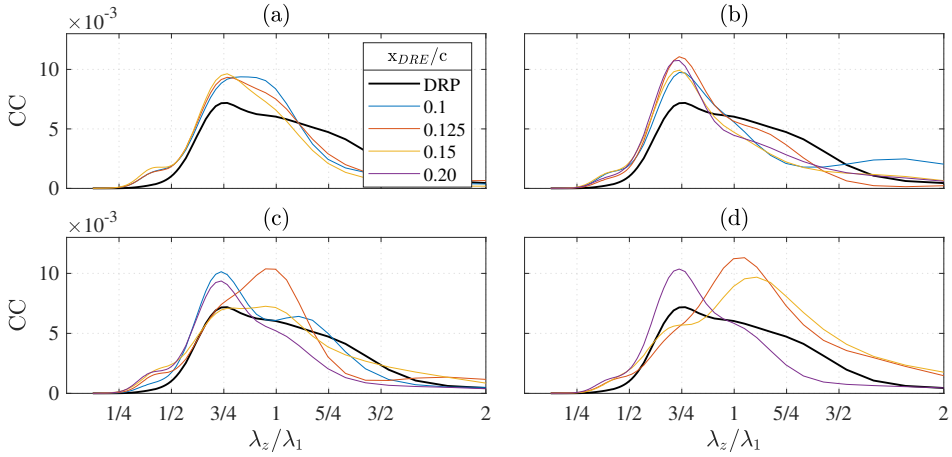 (a) (b)
×10⁻³
CC
10
5
0
x_DRE/c
DRP
0.1
0.125
0.15
0.20
×10⁻³
(c) (d)
CC
10
5
0
1/4 1/2 3/4 1 5/4 3/2 2
1/4 1/2 3/4 1 5/4 3/2 2
λ_z/λ_1 λ_z/λ_1